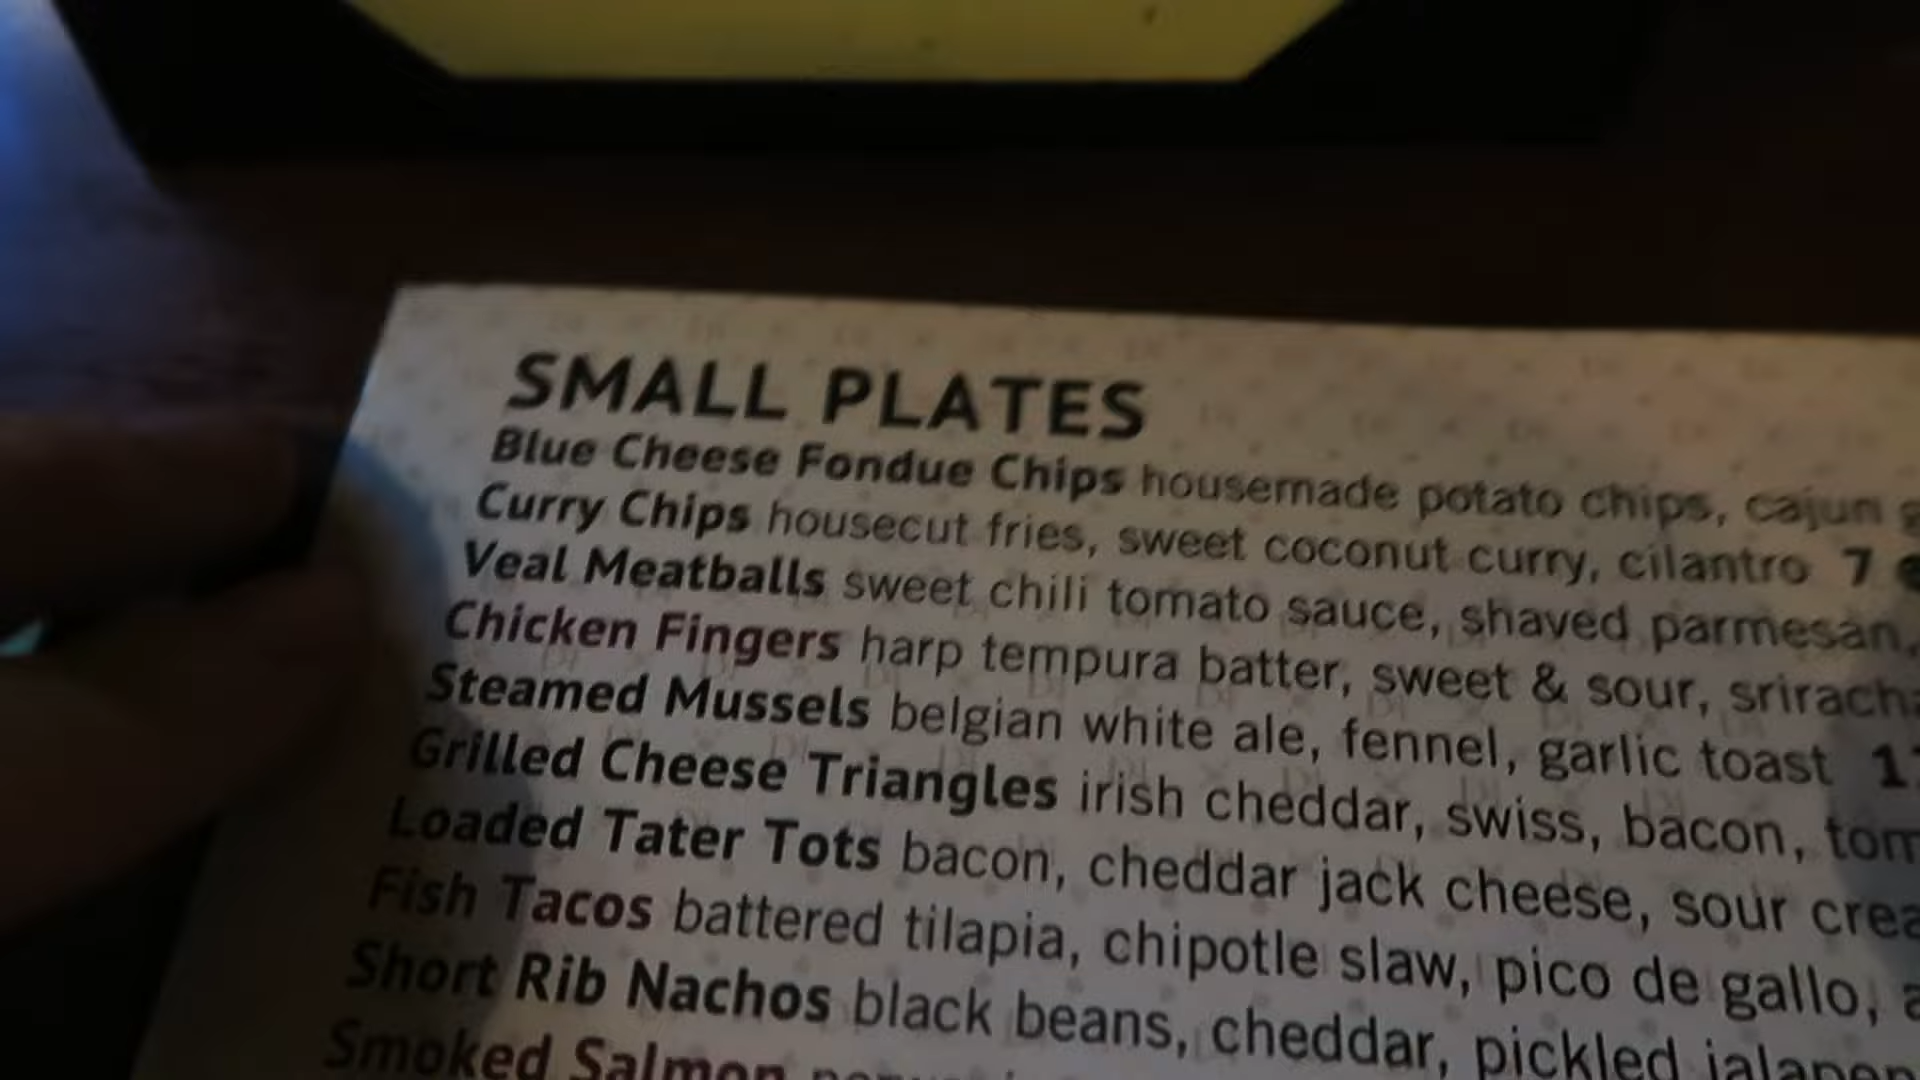 SMALL PLATES
Blue Cheese Fondue Chips housemade potato chips, cajun
Curry Chips housecut fries, sweet coconut curry, cilantro 7
Veal Meatballs sweet chili tomato sauce, shaved parmesan,
Chicken Fingers harp tempura batter, sweet & sour, sriracha
Steamed Mussels belgian white ale, fennel, garlic toast
Grilled Cheese Triangles irish cheddar, swiss, bacon, tom
Loaded Tater Tots bacon, cheddar jack cheese, sour crea
Fish Tacos battered tilapia, chipotle slaw, pico de gallo,
Short Rib Nachos black beans, cheddar, pickled jalapen
Smoked Salmon